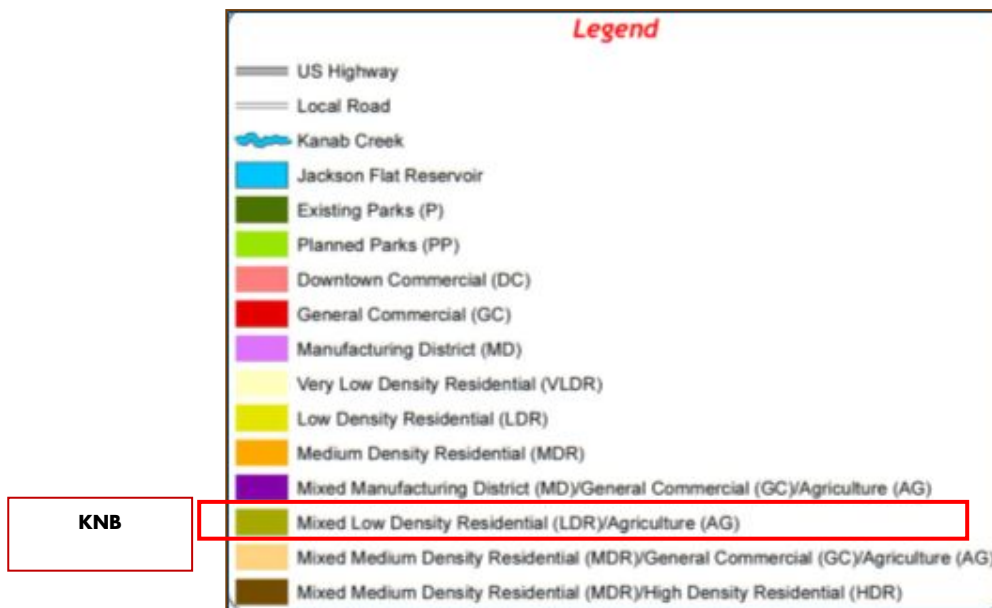 Legend
US Highway
Local Road
Kanab Creek
Jackson Flat Reservoir
Existing Parks (P)
Planned Parks (PP)
Downtown Commercial (DC)
General Commercial (GC)
Manufacturing District (MD)
Very Low Density Residential (VLDR)
Low Density Residential (LDR)
Medium Density Residential (MDR)
Mixed Manufacturing District (MD)/General Commercial (GC)/Agriculture (AG)
KNB
Mixed Low Density Residential (LDR)/Agriculture (AG)
Mixed Medium Density Residential (MDR)/General Commercial (GC)/Agriculture (AG)
Mixed Medium Density Residential (MDR)/High Density Residential (HDR)